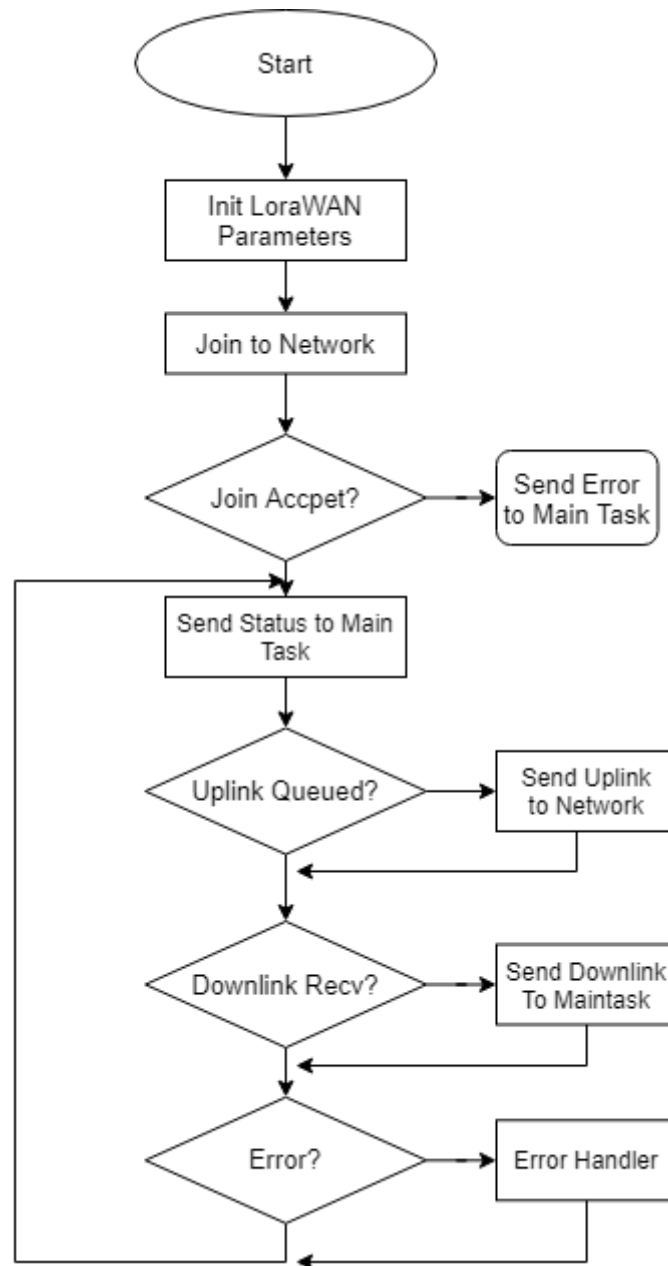 Start
Init LoraWAN
Parameters
Join to Network
Join Accpet?
Send Error
to Main Task
Send Status to Main
Task
Uplink Queued?
Send Uplink
to Network
Downlink Recv?
Send Downlink
To Maintask
Error?
Error Handler